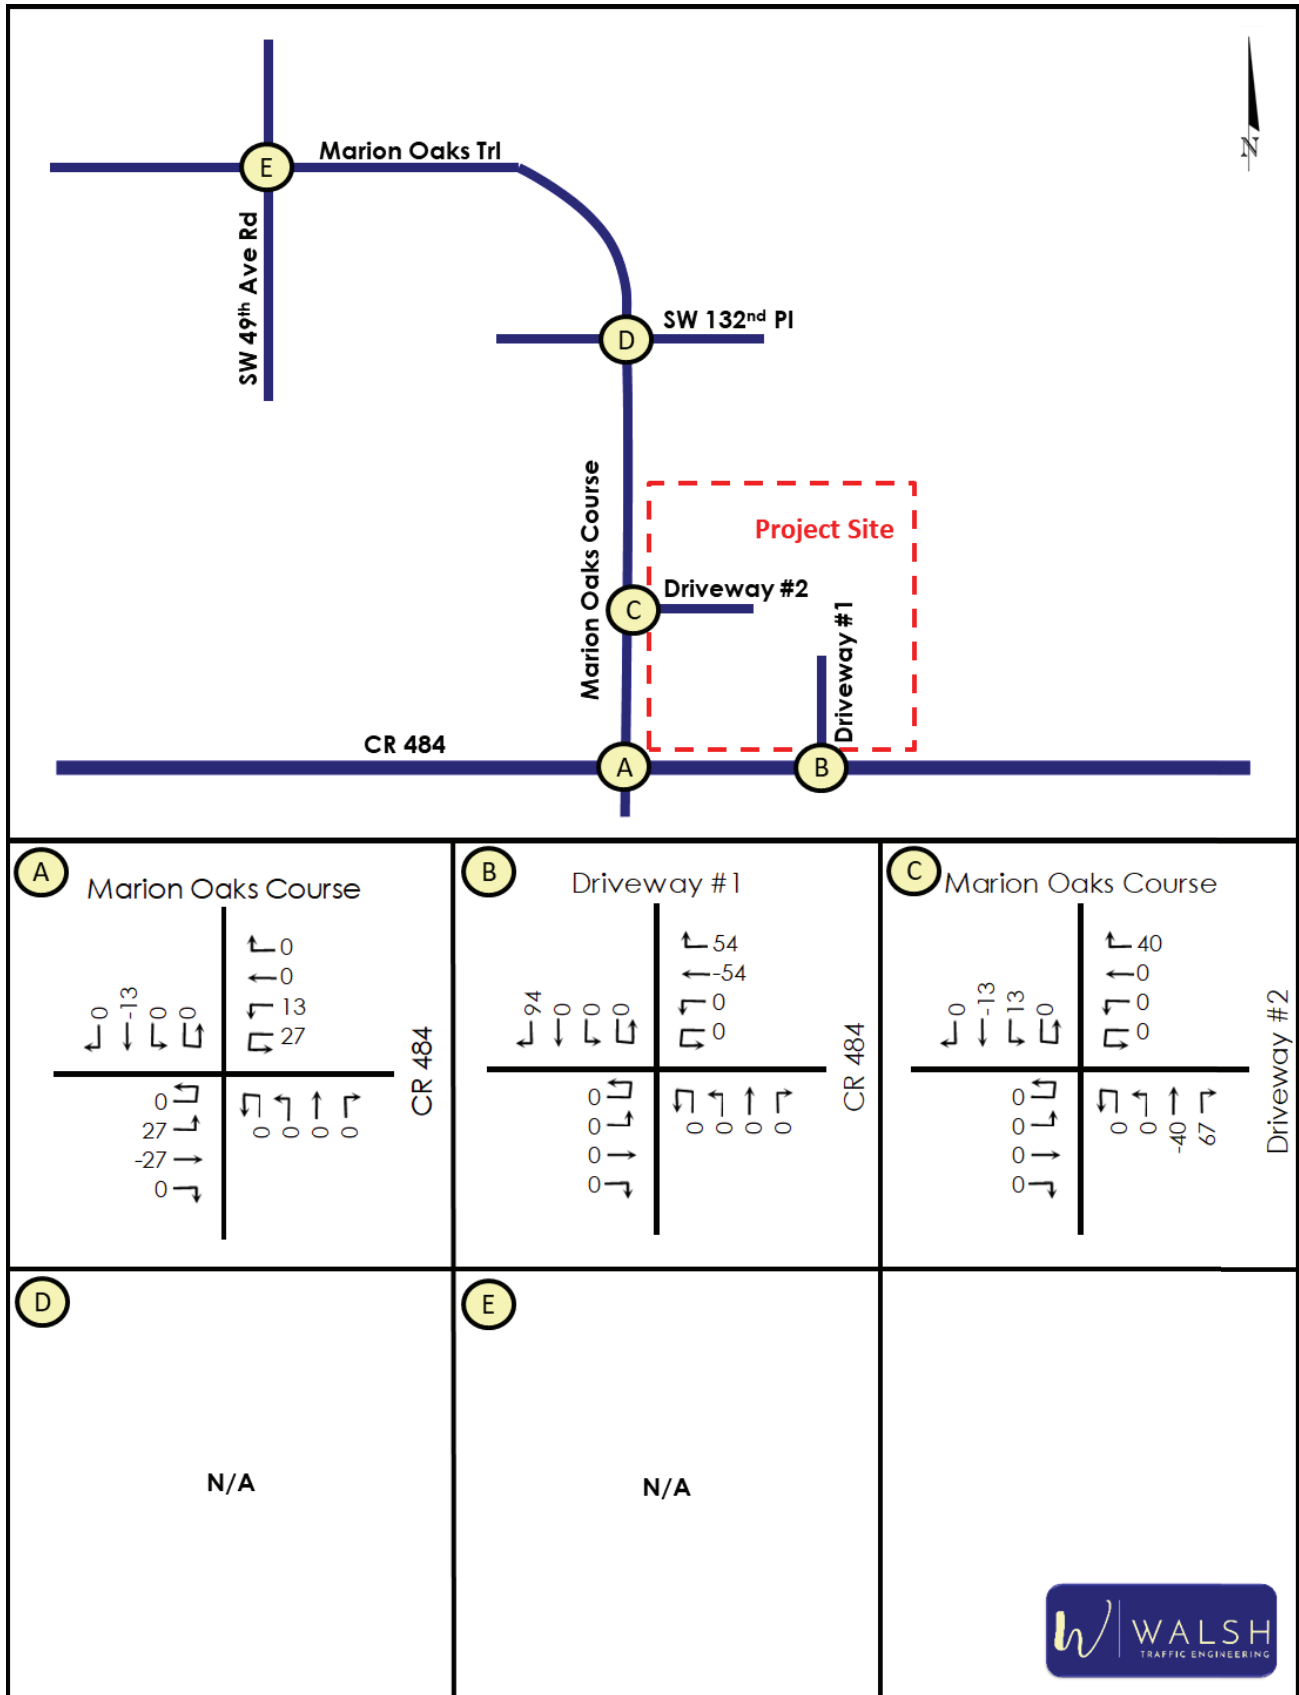 N
E
Marion Oaks Trl
SW 49th Ave Rd
D
SW 132nd Pl
Marion Oaks Course
Project Site
C
Driveway #2
Driveway #1
CR 484
A
B
A
Marion Oaks Course
0
0
13
27
0
-13
0
0
0
27
-27
0
0
0
0
0
CR 484
B
Driveway #1
54
-54
0
0
94
0
0
0
0
0
0
0
0
0
0
0
CR 484
C
Marion Oaks Course
40
0
0
0
0
-13
13
0
0
0
0
0
0
0
-40
67
Driveway #2
D
N/A
E
N/A
W WALSH
TRAFFIC ENGINEERING